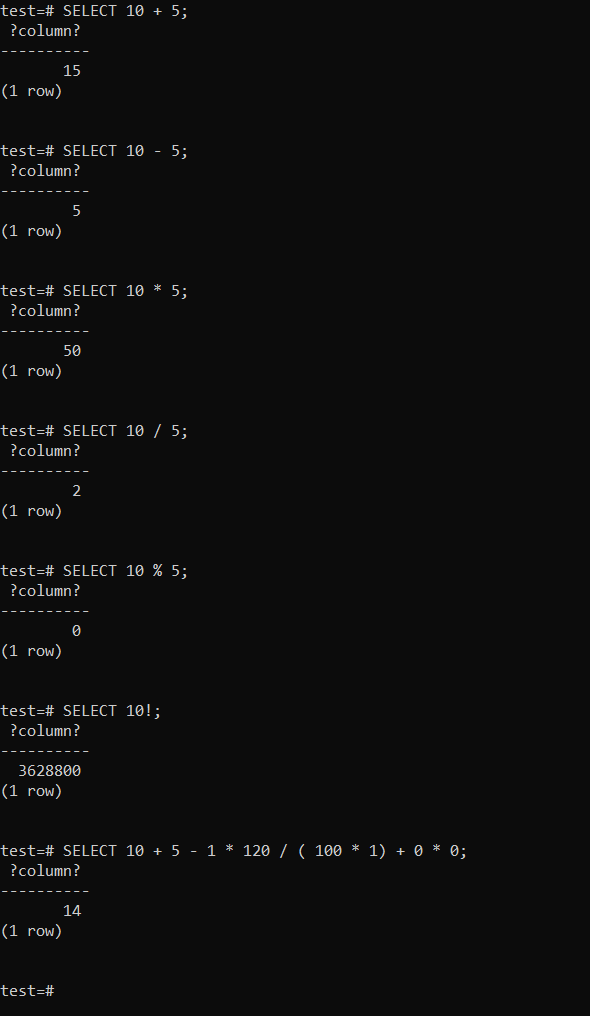 test=# SELECT 10 + 5;
 ?column?
----------
       15
(1 row)

test=# SELECT 10 - 5;
 ?column?
----------
        5
(1 row)

test=# SELECT 10 * 5;
 ?column?
----------
       50
(1 row)

test=# SELECT 10 / 5;
 ?column?
----------
        2
(1 row)

test=# SELECT 10 % 5;
 ?column?
----------
        0
(1 row)

test=# SELECT 10!;
 ?column?
----------
  3628800
(1 row)

test=# SELECT 10 + 5 - 1 * 120 / ( 100 * 1) + 0 * 0;
 ?column?
----------
       14
(1 row)

test=#